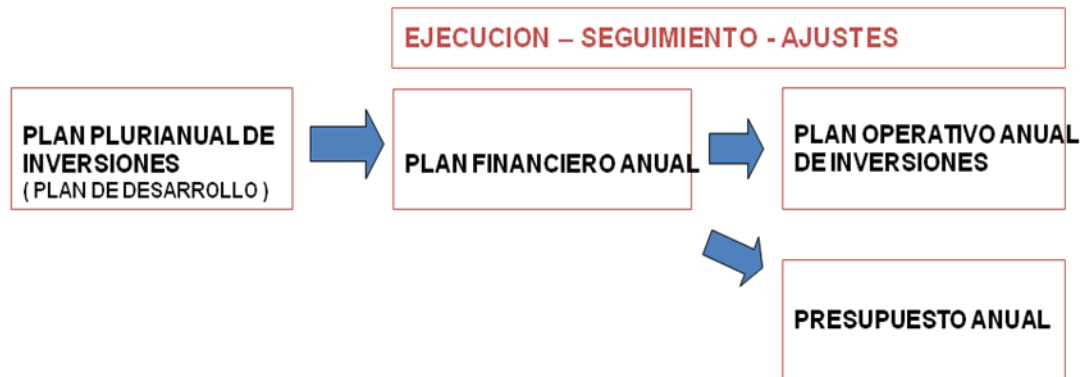 EJECUCION – SEGUIMIENTO - AJUSTES
PLAN PLURIANUAL DE
INVERSIONES
( PLAN DE DESARROLLO )
PLAN FINANCIERO ANUAL
PLAN OPERATIVO ANUAL
DE INVERSIONES
PRESUPUESTO ANUAL